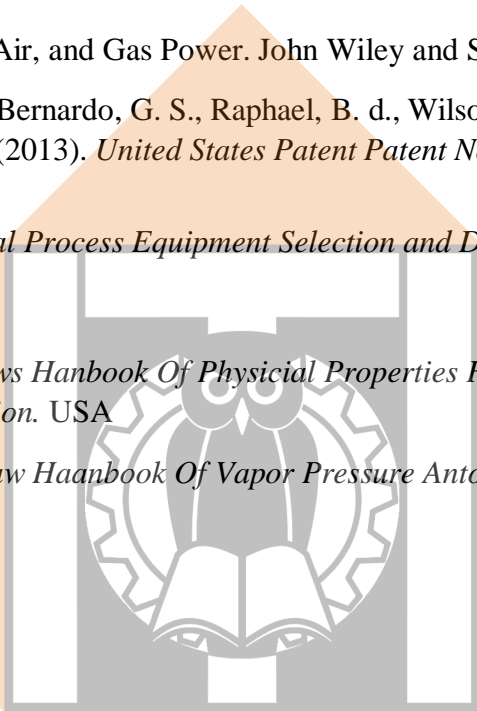 Air, and Gas Power. John Wiley and S
Bernardo, G. S., Raphael, B. d., Wilso
(2013). United States Patent Patent N
al Process Equipment Selection and D
ws Hanbook Of Physicial Properties F
ion. USA
aw Haanbook Of Vapor Pressure Anto